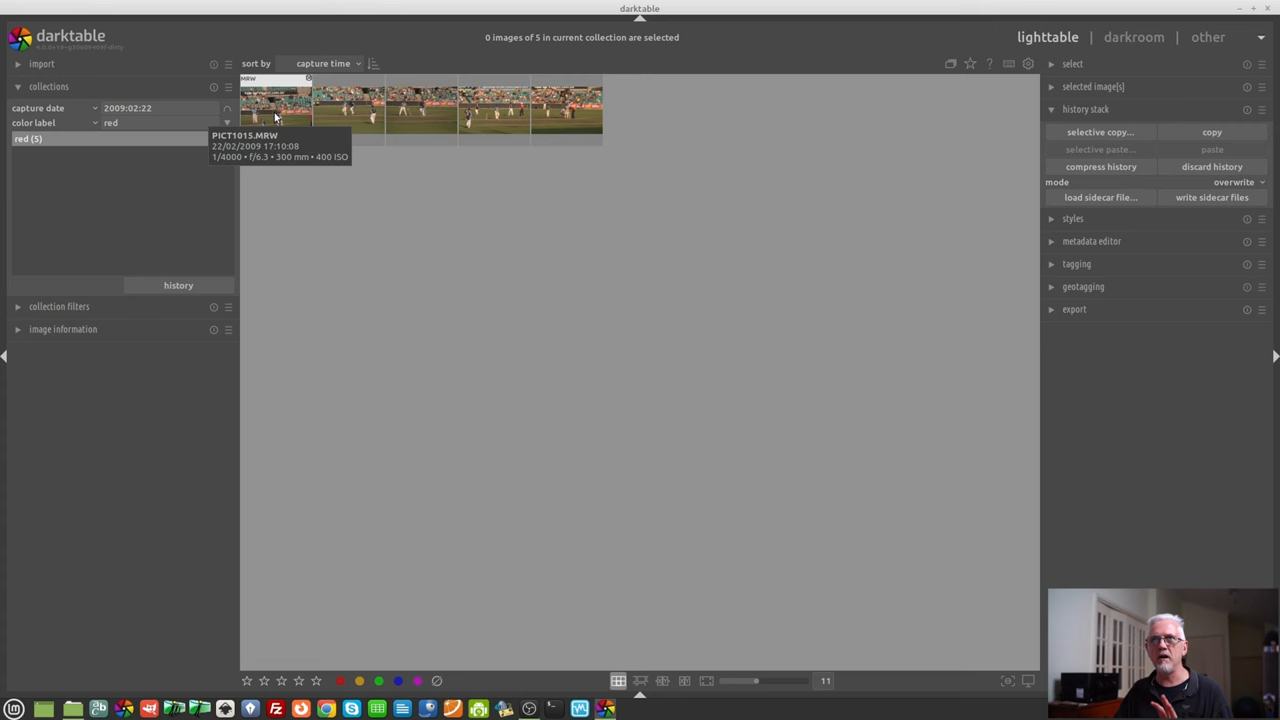 darktable
darktable
0 images of 5 in current collection are selected
lighttable | darkroom | other
import
collections
capture date
2009:02:22
color label
red
red (5)
history
collection filters
image information
sort by
capture time
MRW
PICT1015.MRW
22/02/2009 17:10:08
1/4000 • f/6.3 • 300 mm • 400 ISO
select
selected image[s]
history stack
selective copy...
copy
selective paste...
paste
compress history
discard history
mode
overwrite
load sidecar file...
write sidecar files
styles
metadata editor
tagging
geotagging
export
11